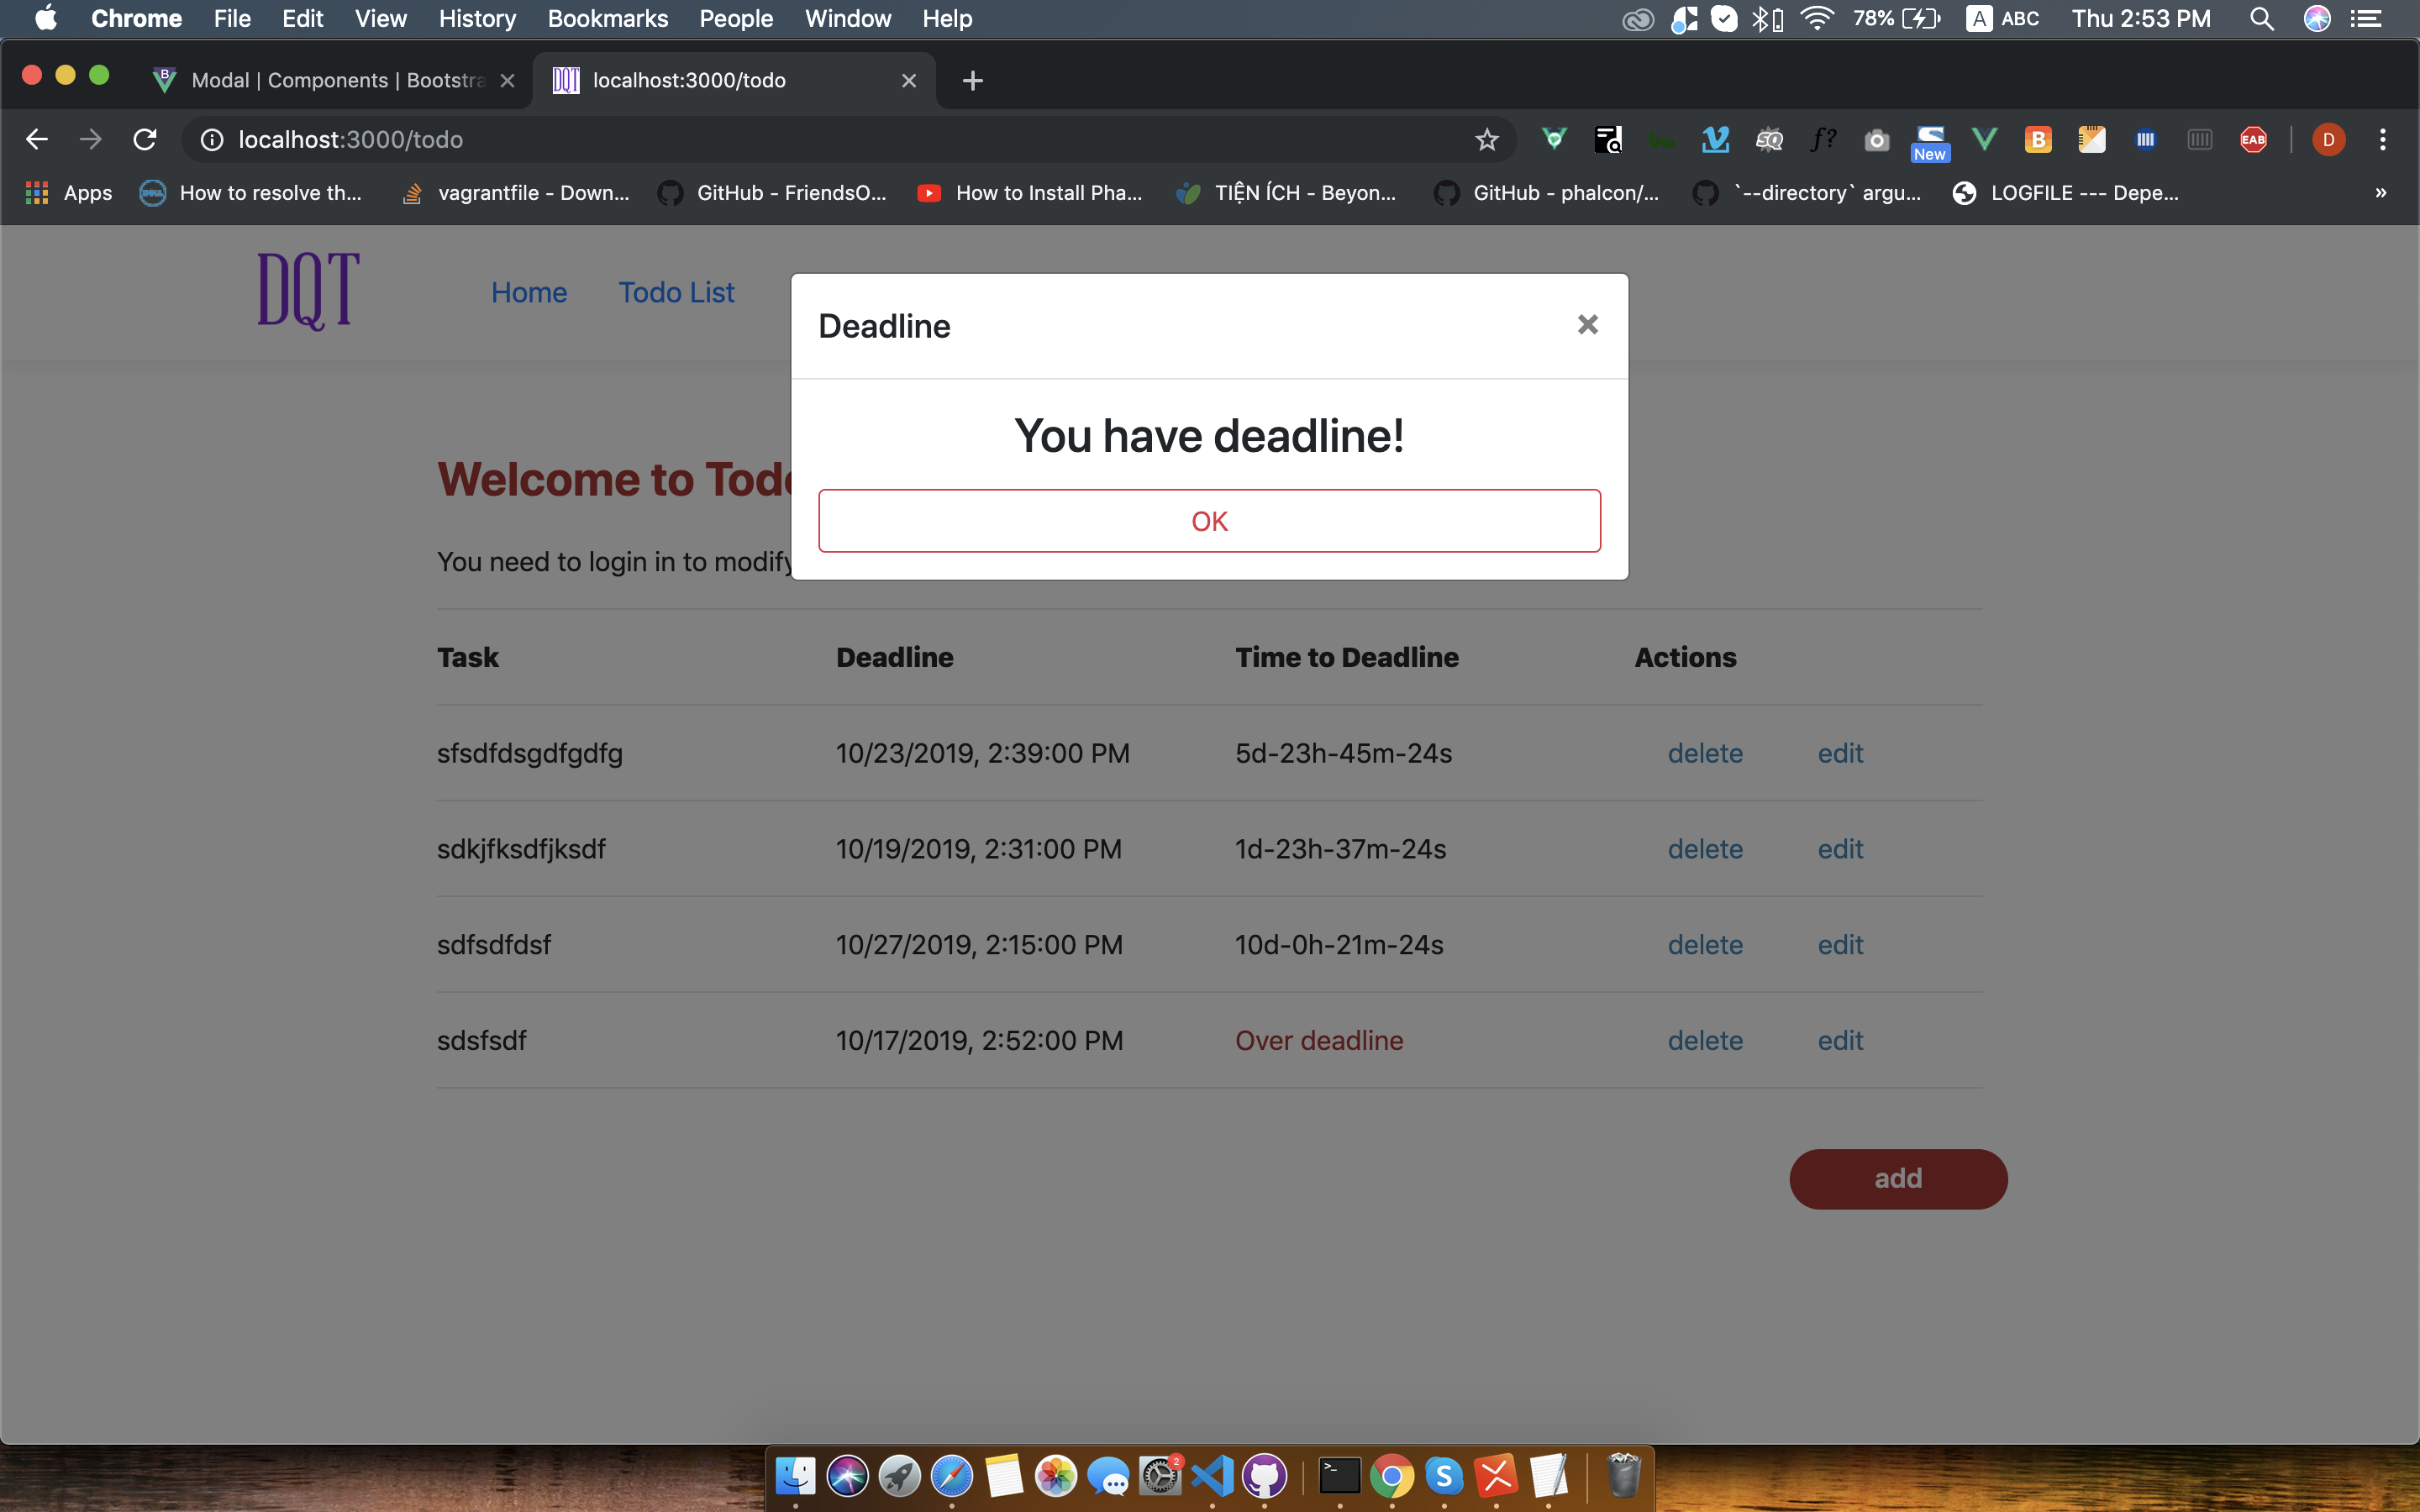 Chrome File Edit View History Bookmarks People Window Help 78% A ABC Thu 2:53 PM
Modal | Components | Bootstra DQT localhost:3000/todo
localhost:3000/todo SQ f? New B EAB D
Apps How to resolve th... vagrantfile - Down... GitHub - FriendsO... How to Install Pha... TIỆN ÍCH - Beyon... GitHub - phalcon/... `--directory` argu... LOGFILE --- Depe... »
DQT Home Todo List
Deadline ×
You have deadline!
OK
Welcome to Tod
You need to login in to modify
Task Deadline Time to Deadline Actions
sfsdfdsgdfgdfg 10/23/2019, 2:39:00 PM 5d-23h-45m-24s delete edit
sdkjfksdfjksdf 10/19/2019, 2:31:00 PM 1d-23h-37m-24s delete edit
sdfsdfdsf 10/27/2019, 2:15:00 PM 10d-0h-21m-24s delete edit
sdsfsdf 10/17/2019, 2:52:00 PM Over deadline delete edit
add
2